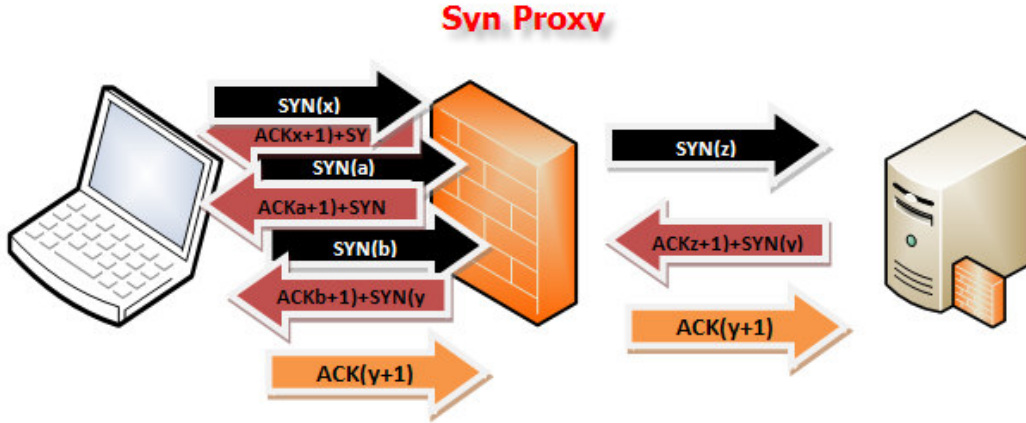 Syn Proxy
SYN(x)
ACKx+1)+SY
SYN(a)
ACKa+1)+SYN
SYN(b)
ACKb+1)+SYN(y
ACK(y+1)
SYN(z)
ACKz+1)+SYN(y)
ACK(y+1)